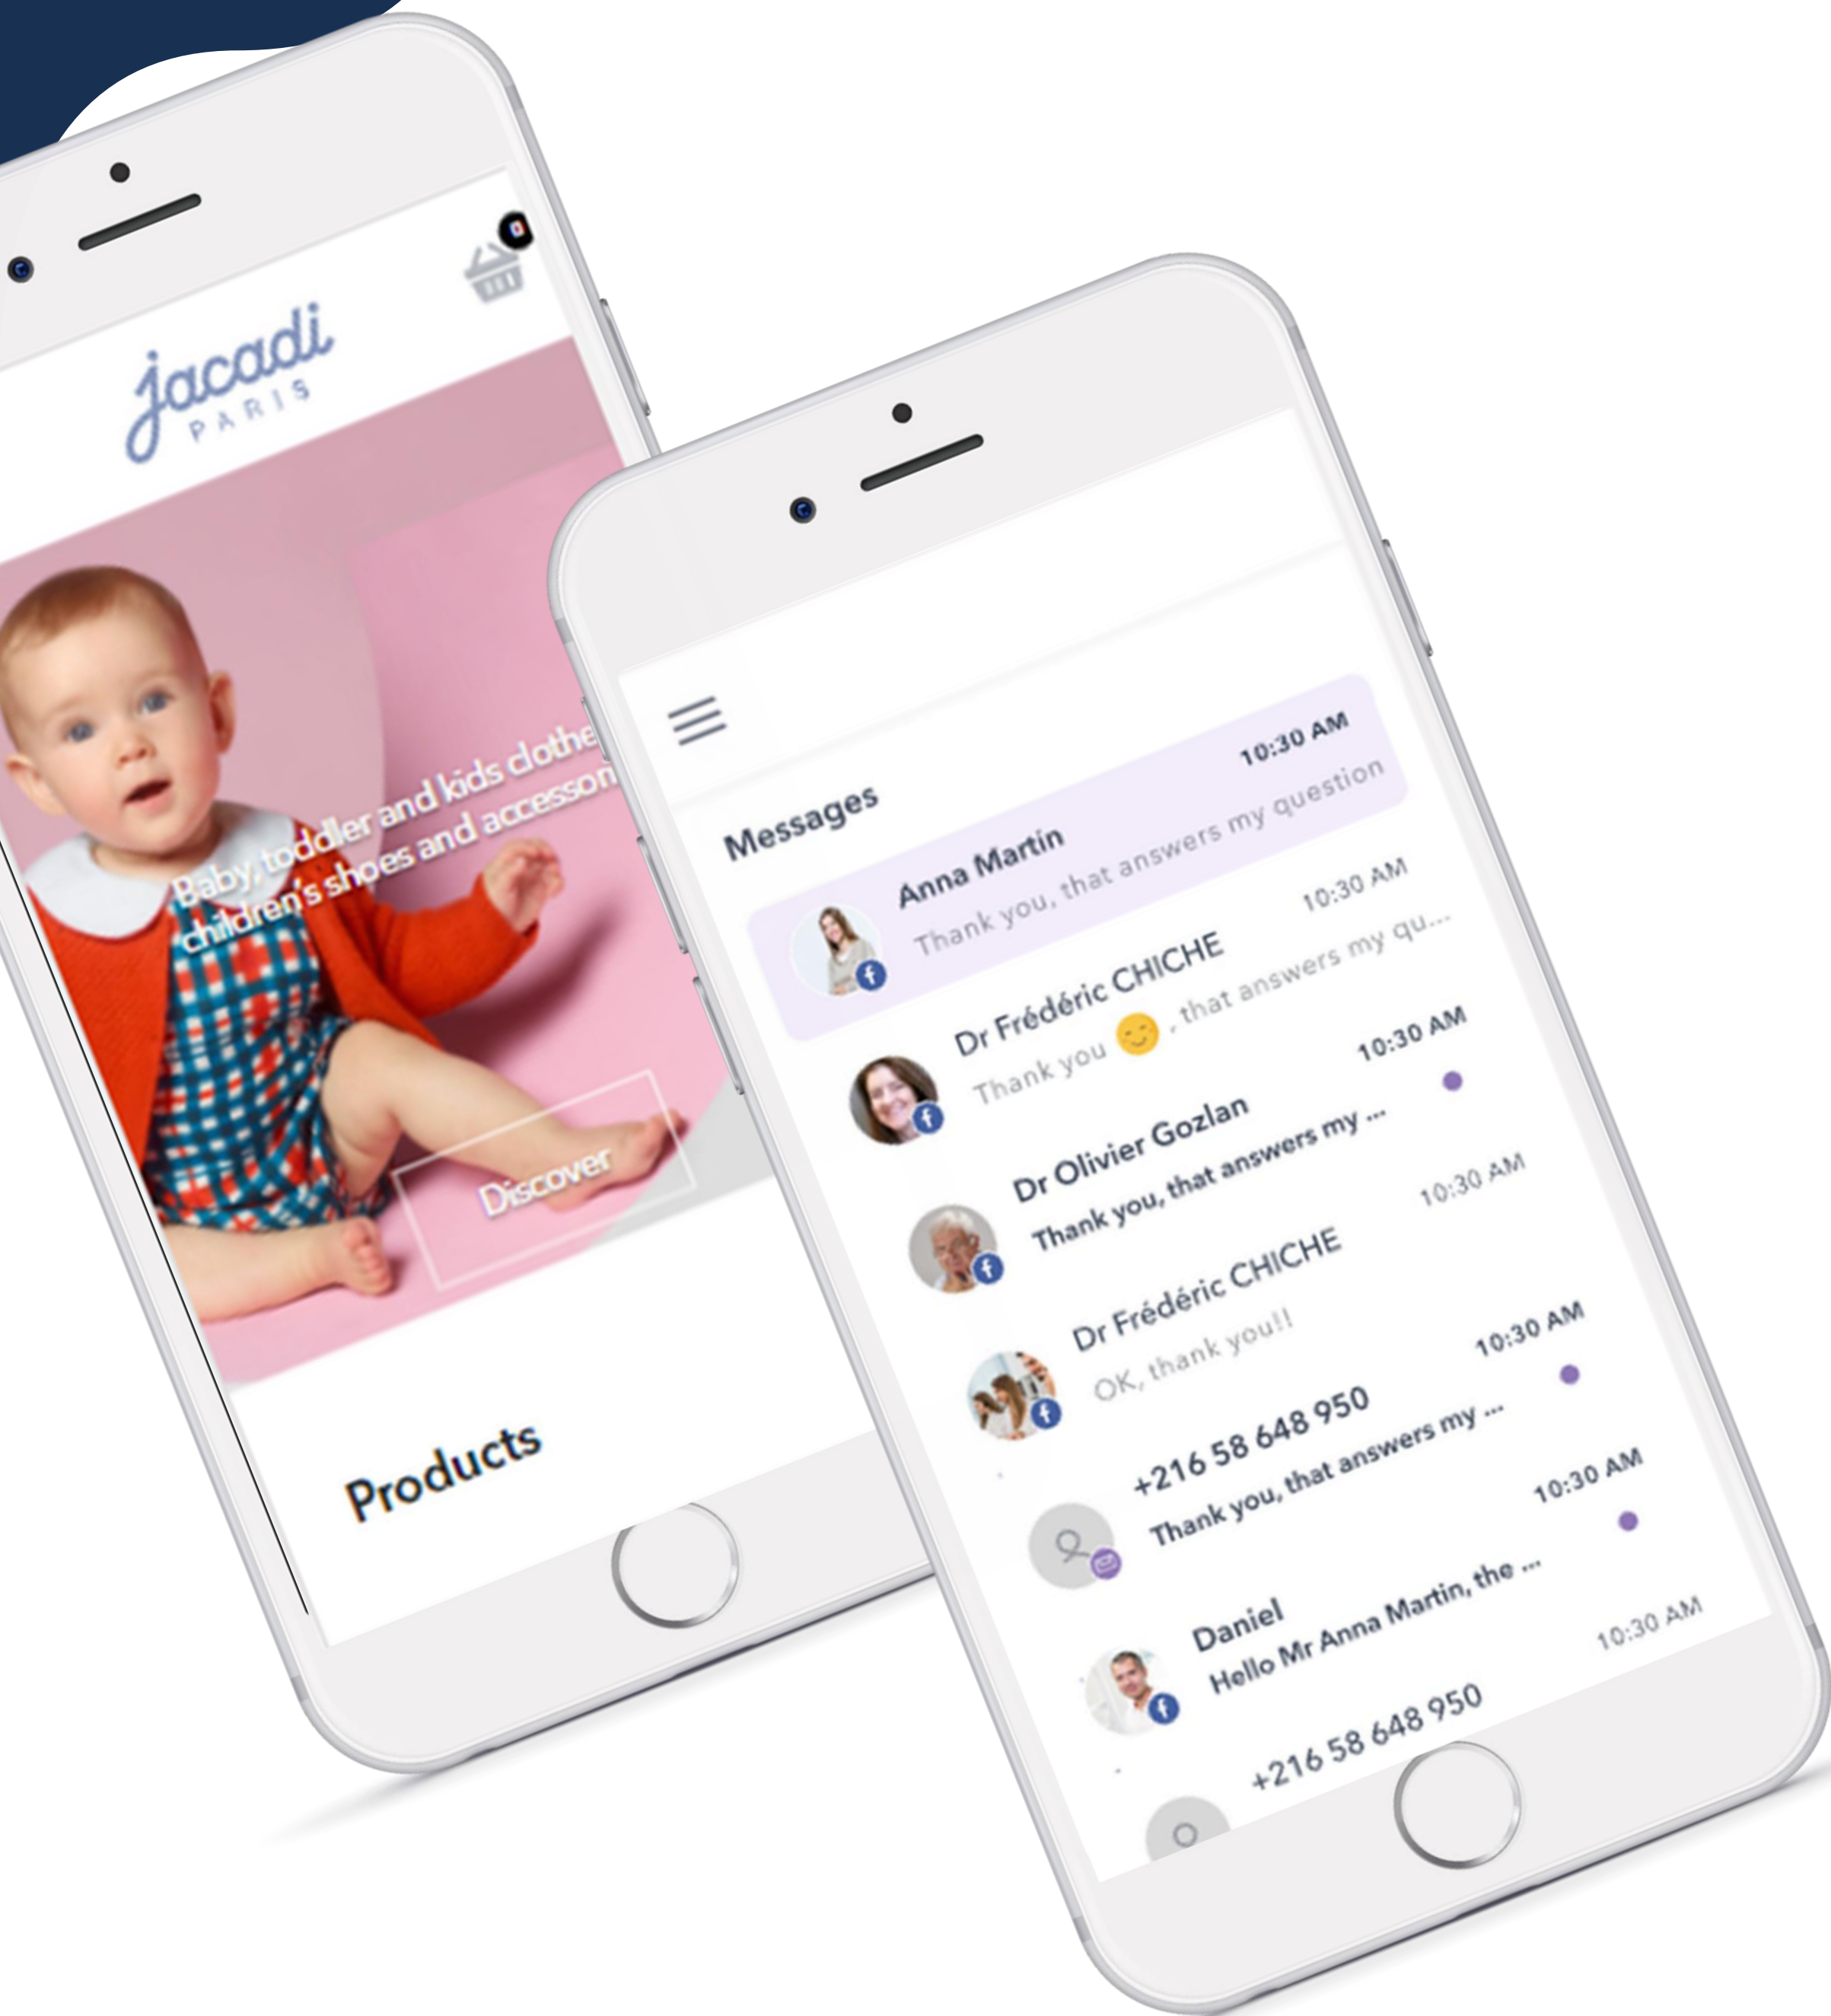 0
jacadi
PARIS
Baby, toddler and kids clothe
children's shoes and accessori
Discover
Products
Messages
10:30 AM
Anna Martin
Thank you, that answers my question
10:30 AM
Dr Frédéric CHICHE
Thank you 😊 , that answers my qu...
10:30 AM
Dr Olivier Gozlan
Thank you, that answers my ...
10:30 AM
Dr Frédéric CHICHE
OK, thank you!!
10:30 AM
+216 58 648 950
Thank you, that answers my ...
10:30 AM
Daniel
Hello Mr Anna Martin, the ...
10:30 AM
+216 58 648 950